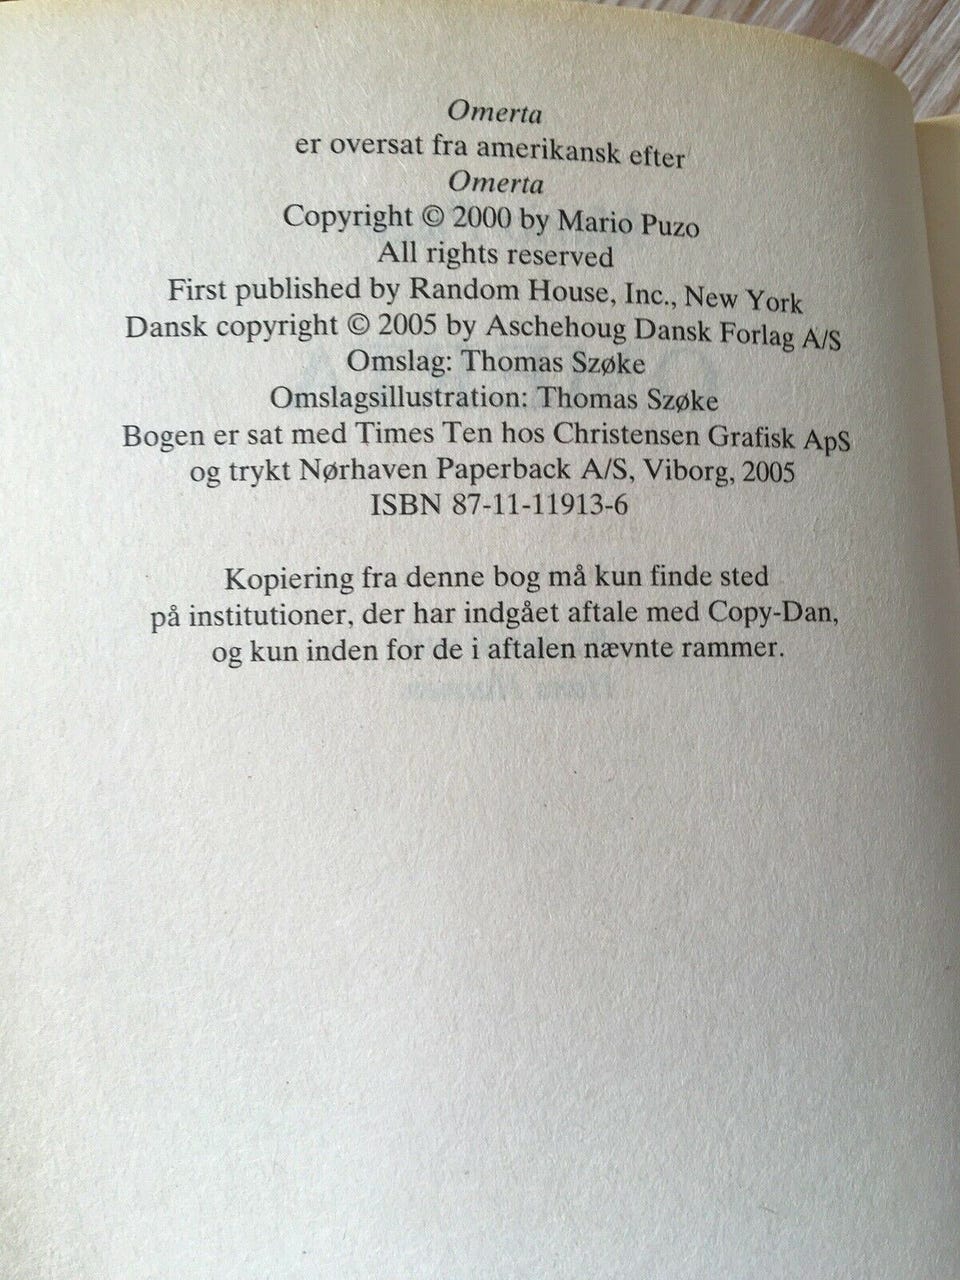 Omerta
er oversat fra amerikansk efter
Omerta
Copyright © 2000 by Mario Puzo
All rights reserved
First published by Random House, Inc., New York
Dansk copyright © 2005 by Aschehoug Dansk Forlag A/S
Omslag: Thomas Szøke
Omslagsillustration: Thomas Szøke
Bogen er sat med Times Ten hos Christensen Grafisk ApS
og trykt Nørhaven Paperback A/S, Viborg, 2005
ISBN 87-11-11913-6
Kopiering fra denne bog må kun finde sted
på institutioner, der har indgået aftale med Copy-Dan,
og kun inden for de i aftalen nævnte rammer.